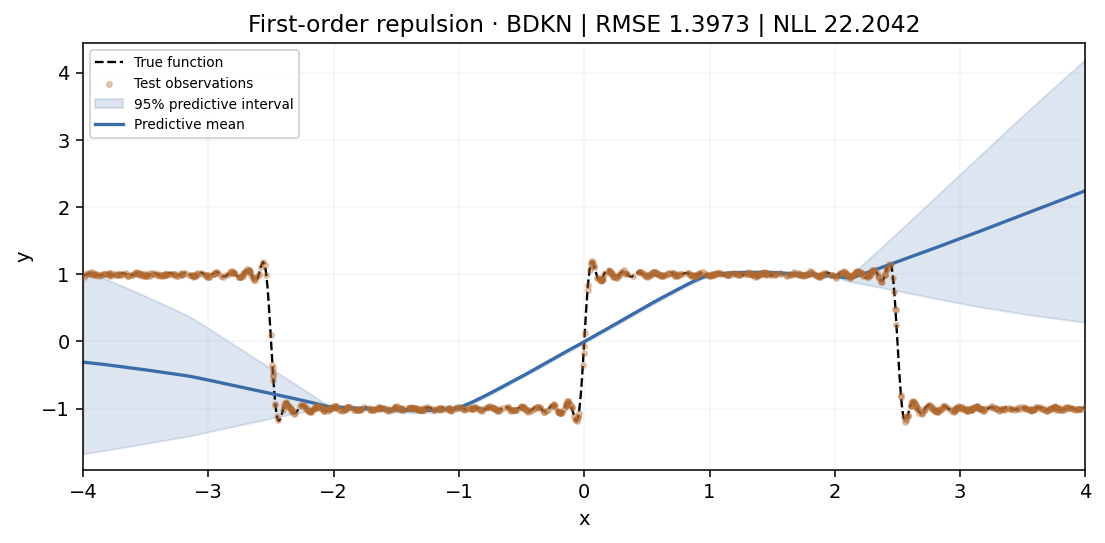 First-order repulsion · BDKN | RMSE 1.3973 | NLL 22.2042
True function
Test observations
95% predictive interval
Predictive mean
y
4
3
2
1
0
−1
−4
−3
−2
−1
0
1
2
3
4
x